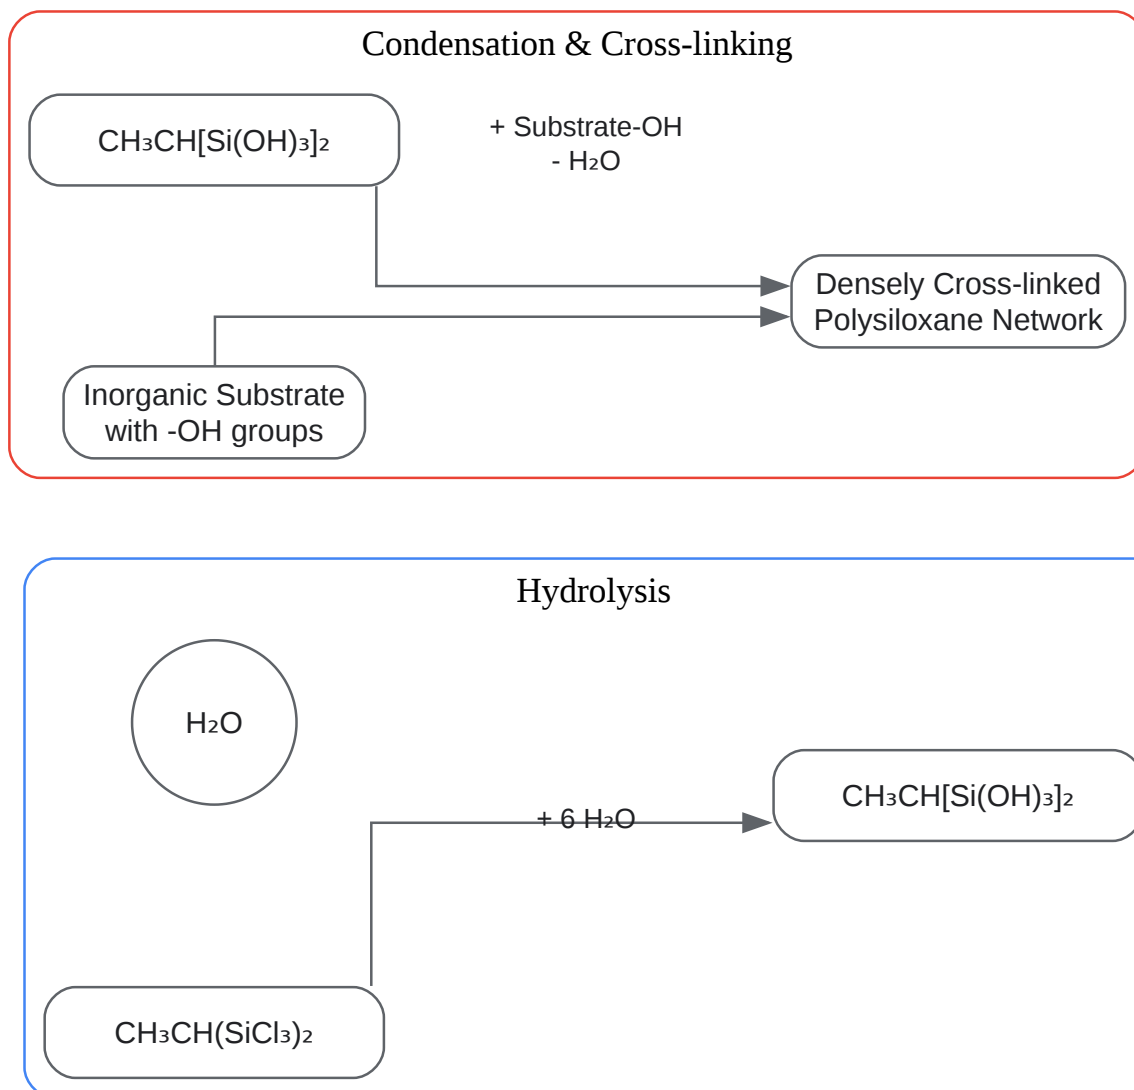 Condensation & Cross-linking
CH₃CH[Si(OH)₃]₂
+ Substrate-OH
- H₂O
Densely Cross-linked
Polysiloxane Network
Inorganic Substrate
with -OH groups
Hydrolysis
H₂O
CH₃CH[Si(OH)₃]₂
+ 6 H₂O
CH₃CH(SiCl₃)₂